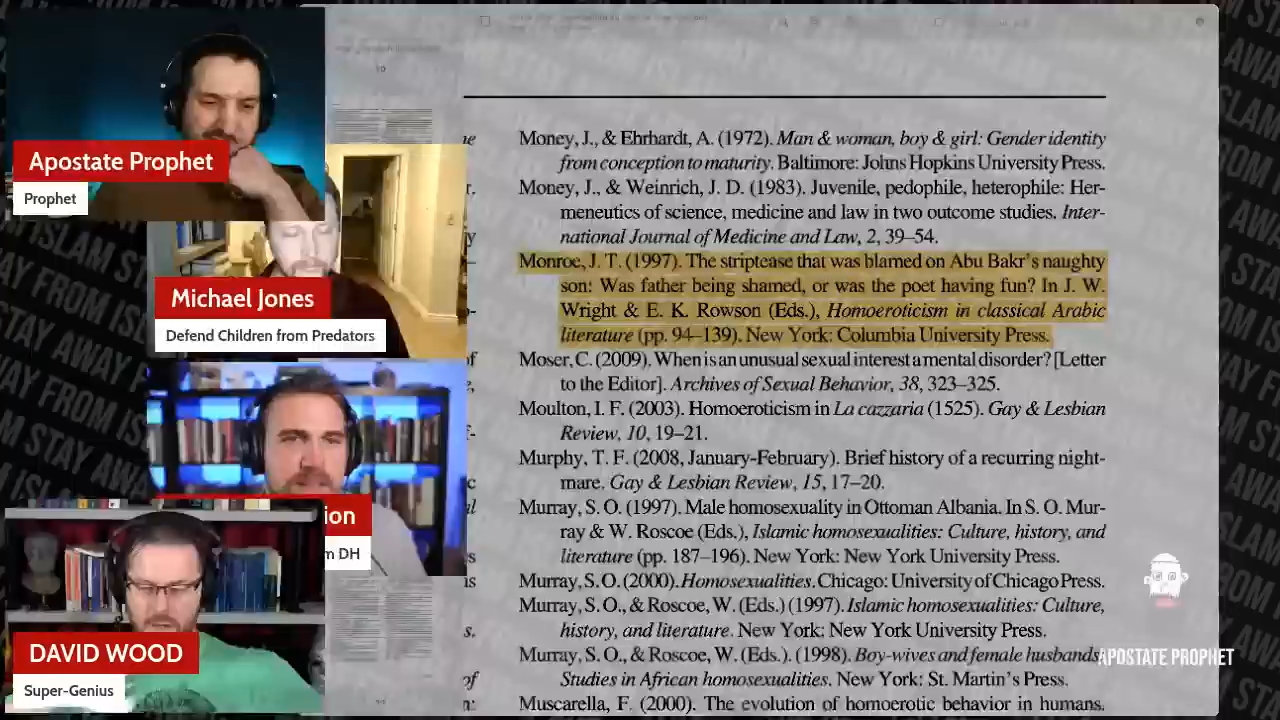 Apostate Prophet
Prophet
Michael Jones
Defend Children from Predators
ion
m DH
DAVID WOOD
Super-Genius
Money, J., & Ehrhardt, A. (1972). Man & woman, boy & girl: Gender identity
from conception to maturity. Baltimore: Johns Hopkins University Press.
Money, J., & Weinrich, J. D. (1983). Juvenile, pedophile, heterophile: Her-
meneutics of science, medicine and law in two outcome studies. Inter-
national Journal of Medicine and Law, 2, 39–54.
Monroe, J. T. (1997). The striptease that was blamed on Abu Bakr's naughty
son: Was father being shamed, or was the poet having fun? In J. W.
Wright & E. K. Rowson (Eds.), Homoeroticism in classical Arabic
literature (pp. 94–139). New York: Columbia University Press.
Moser, C. (2009). When is an unusual sexual interest a mental disorder? [Letter
to the Editor]. Archives of Sexual Behavior, 38, 323–325.
Moulton, I. F. (2003). Homoeroticism in La cazzaria (1525). Gay & Lesbian
Review, 10, 19–21.
Murphy, T. F. (2008, January-February). Brief history of a recurring night-
mare. Gay & Lesbian Review, 15, 17–20.
Murray, S. O. (1997). Male homosexuality in Ottoman Albania. In S. O. Mur-
ray & W. Roscoe (Eds.), Islamic homosexualities: Culture, history, and
literature (pp. 187–196). New York: New York University Press.
Murray, S. O. (2000). Homosexualities. Chicago: University of Chicago Press.
Murray, S. O., & Roscoe, W. (Eds.) (1997). Islamic homosexualities: Culture,
history, and literature. New York: New York University Press.
Murray, S. O., & Roscoe, W. (Eds.). (1998). Boy-wives and female husbands:
Studies in African homosexualities. New York: St. Martin's Press.
Muscarella, F. (2000). The evolution of homoerotic behavior in humans.
APOSTATE PROPHET